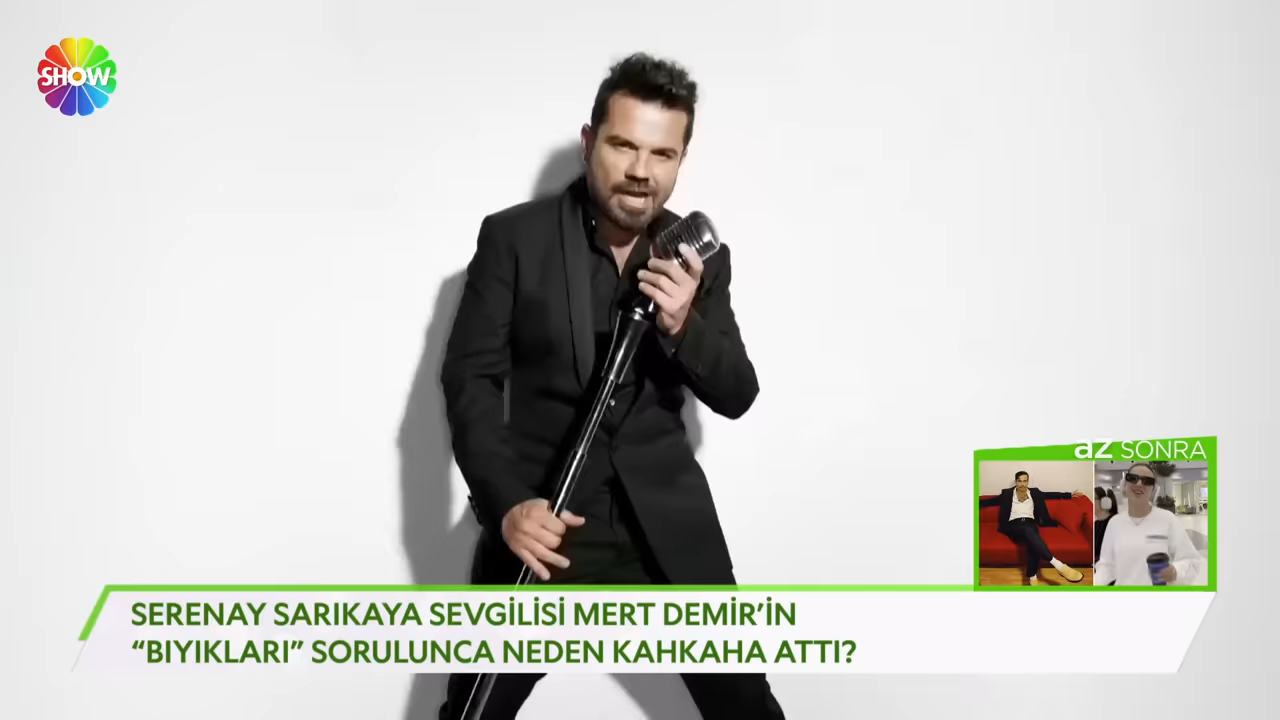 SHOW
az SONRA
SERENAY SARIKAYA SEVGİLİSİ MERT DEMİR'İN
“BIYIKLARI” SORULUNCA NEDEN KAHKAHA ATTI?